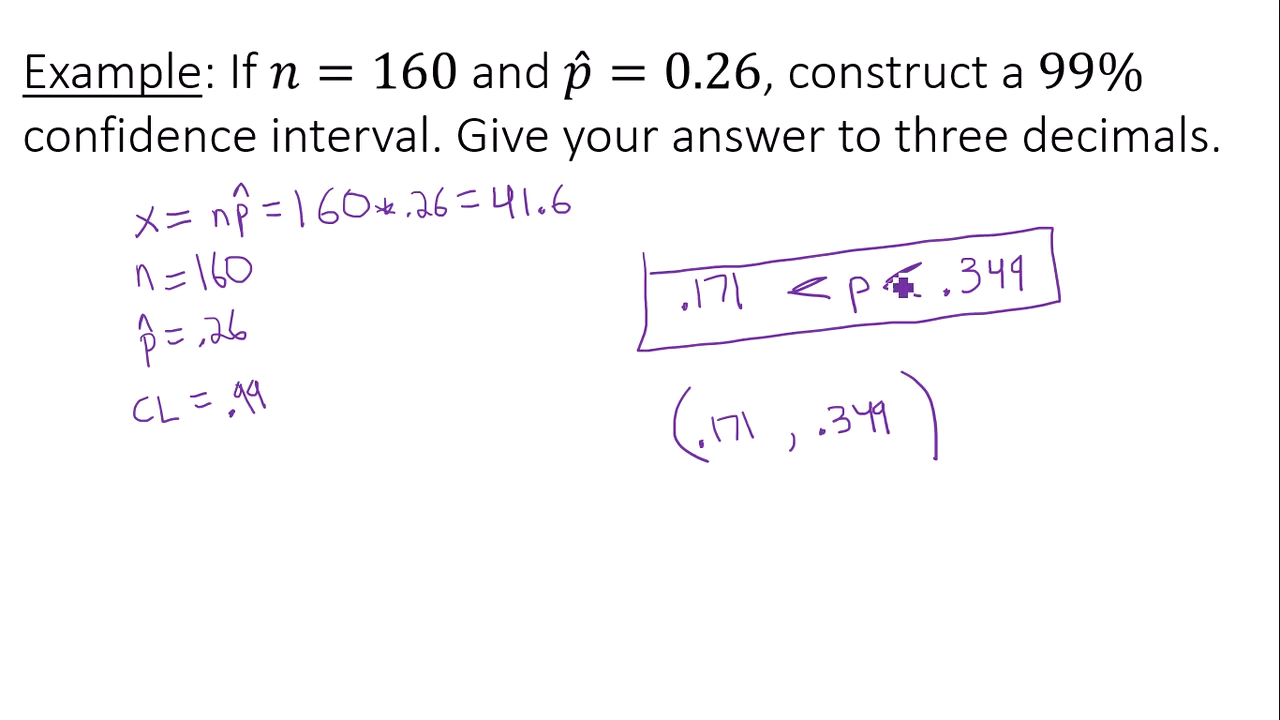 Example: If n = 160 and p̂ = 0.26, construct a 99%
confidence interval. Give your answer to three decimals.
x = np̂ = 160 * .26 = 41.6
n = 160
p̂ = .26
CL = .99
.171 < p < .349
(.171 , .349)